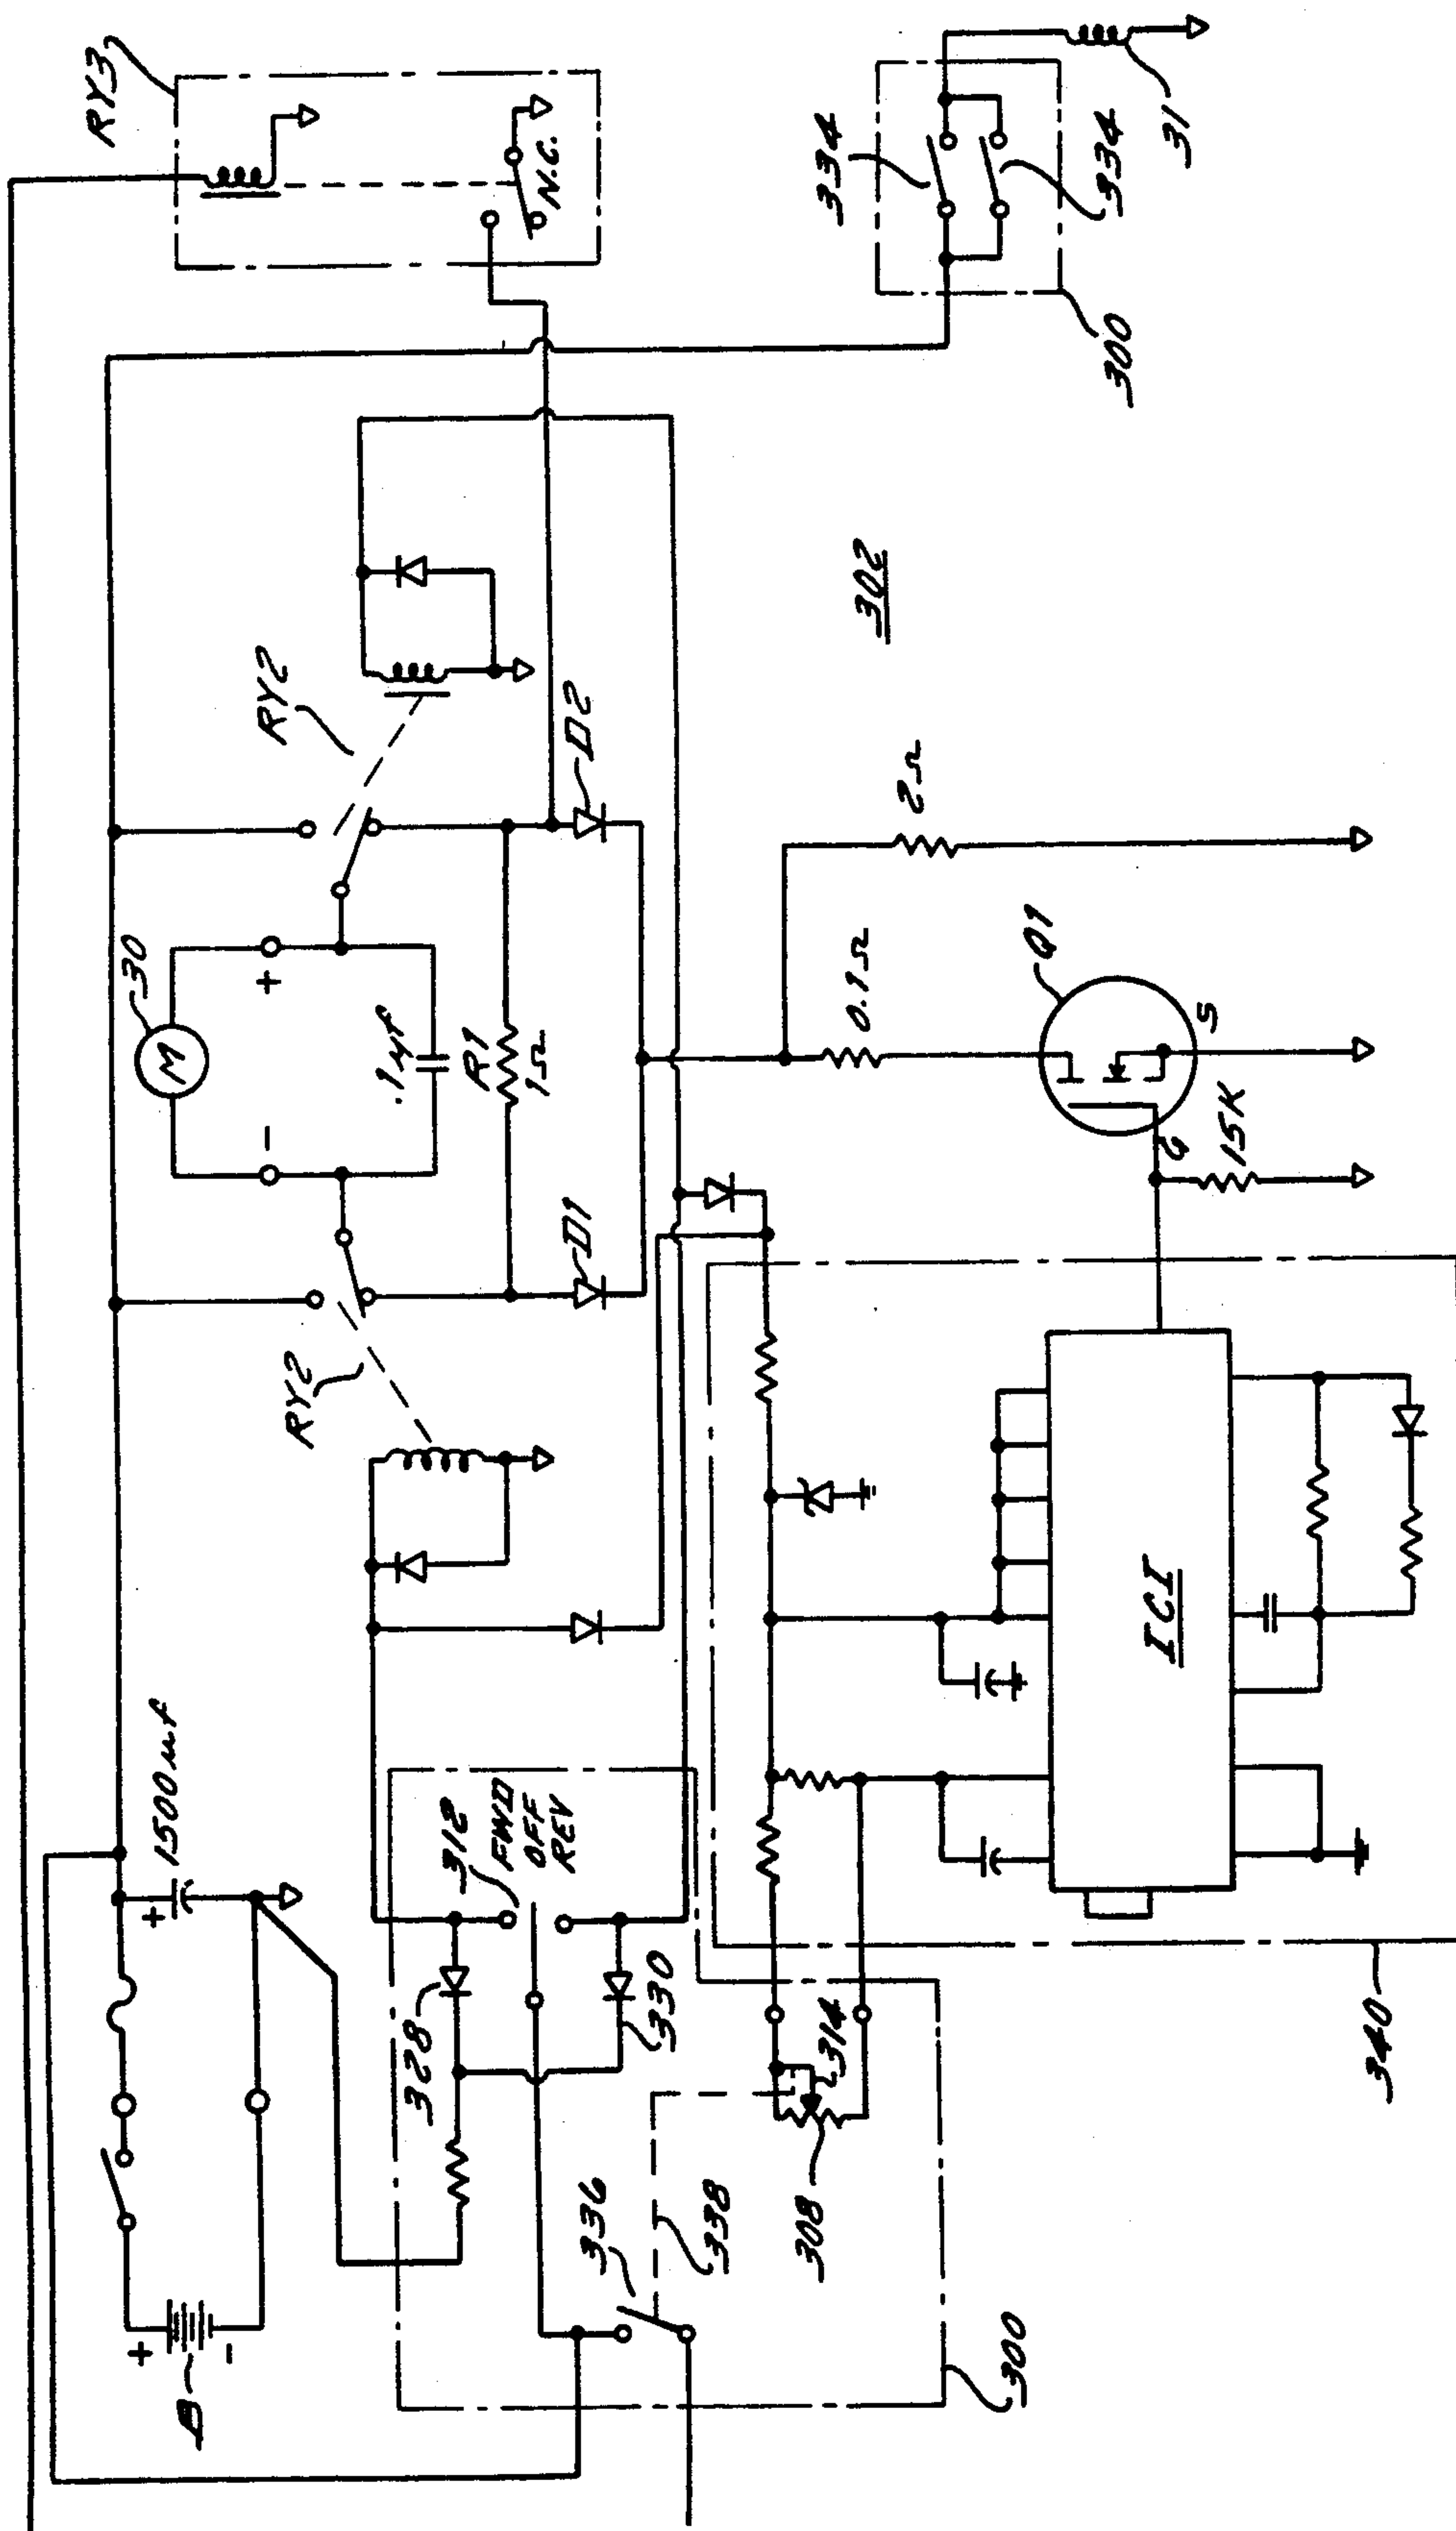 RY3
N.C.
334
334
31
300
RY2
D2
302
2Ω
30
M
+
-
.1µf
R1
1Ω
D1
0.1Ω
Q1
S
G
15K
RY2
1500µf
+
312
FWD
OFF
REV
328
330
IC1
B
+
-
336
338
314
308
300
340